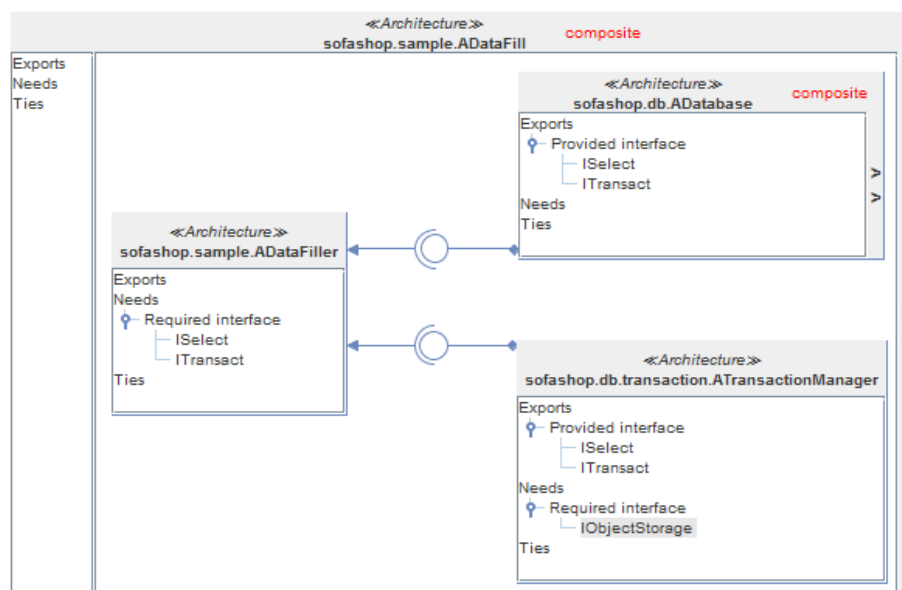 ≪Architecture≫
sofashop.sample.ADataFill
composite
Exports
Needs
Ties
≪Architecture≫
sofashop.db.ADatabase
composite
Exports
Provided interface
ISelect
ITransact
Needs
Ties
>
>
≪Architecture≫
sofashop.sample.ADataFiller
Exports
Needs
Required interface
ISelect
ITransact
Ties
≪Architecture≫
sofashop.db.transaction.ATransactionManager
Exports
Provided interface
ISelect
ITransact
Needs
Required interface
IObjectStorage
Ties